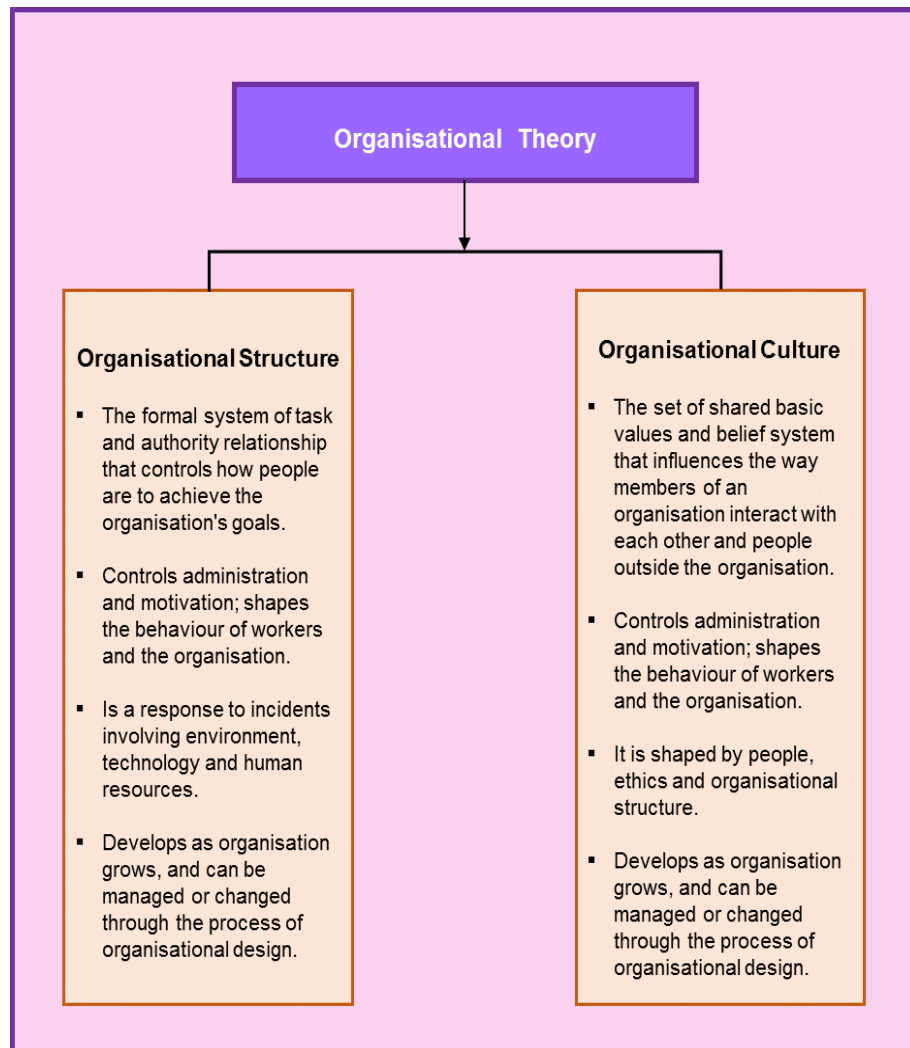 Organisational Theory
Organisational Structure
▪ The formal system of task
and authority relationship
that controls how people
are to achieve the
organisation's goals.
▪ Controls administration
and motivation; shapes
the behaviour of workers
and the organisation.
▪ Is a response to incidents
involving environment,
technology and human
resources.
▪ Develops as organisation
grows, and can be
managed or changed
through the process of
organisational design.
Organisational Culture
▪ The set of shared basic
values and belief system
that influences the way
members of an
organisation interact with
each other and people
outside the organisation.
▪ Controls administration
and motivation; shapes
the behaviour of workers
and the organisation.
▪ It is shaped by people,
ethics and organisational
structure.
▪ Develops as organisation
grows, and can be
managed or changed
through the process of
organisational design.